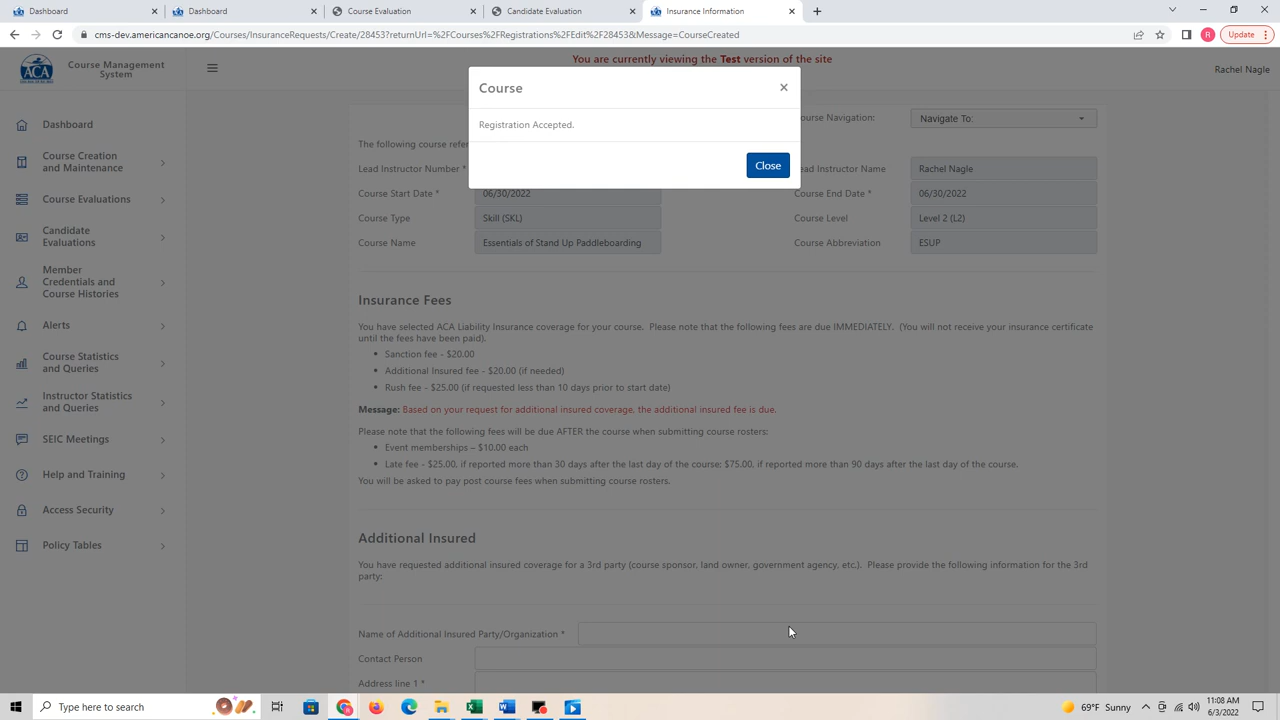 Dashboard
Dashboard
Course Evaluation
Candidate Evaluation
Insurance Information
cms-dev.americancanoe.org/Courses/InsuranceRequests/Create/28453?returnUrl=%2FCourses%2FRegistrations%2FEdit%2F28453&Message=CourseCreated
R
Update
ACA
Course Management
System
You are currently viewing the Test version of the site
Rachel Nagle
Course
Registration Accepted.
Close
Dashboard
Course Creation
and Maintenance
Course Evaluations
Candidate
Evaluations
Member
Credentials and
Course Histories
Alerts
Course Statistics
and Queries
Instructor Statistics
and Queries
SEIC Meetings
Help and Training
Access Security
Policy Tables
ourse Navigation:
Navigate To:
The following course refer
Lead Instructor Number *
ead Instructor Name
Rachel Nagle
Course Start Date *
06/30/2022
Course End Date *
06/30/2022
Course Type
Skill (SKL)
Course Level
Level 2 (L2)
Course Name
Essentials of Stand Up Paddleboarding
Course Abbreviation
ESUP
Insurance Fees
You have selected ACA Liability Insurance coverage for your course. Please note that the following fees are due IMMEDIATELY. (You will not receive your insurance certificate
until the fees have been paid).
• Sanction fee - $20.00
• Additional Insured fee - $20.00 (if needed)
• Rush fee - $25.00 (if requested less than 10 days prior to start date)
Message: Based on your request for additional insured coverage, the additional insured fee is due.
Please note that the following fees will be due AFTER the course when submitting course rosters:
• Event memberships – $10.00 each
• Late fee - $25.00, if reported more than 30 days after the last day of the course; $75.00, if reported more than 90 days after the last day of the course.
You will be asked to pay post course fees when submitting course rosters.
Additional Insured
You have requested additional insured coverage for a 3rd party (course sponsor, land owner, government agency, etc.). Please provide the following information for the 3rd
party:
Name of Additional Insured Party/Organization *
Contact Person
Address line 1 *
Type here to search
69°F Sunny
11:08 AM
6/3/2022